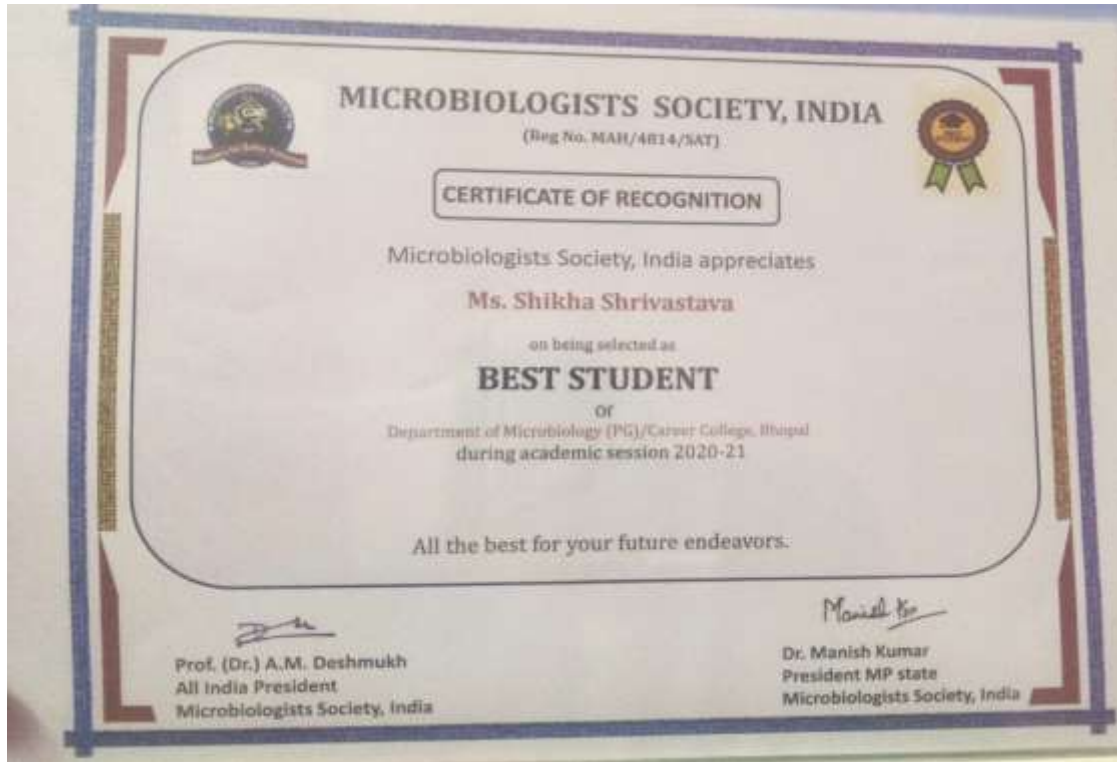 MICROBIOLOGISTS SOCIETY, INDIA
(Reg No. MAH/4814/SAT)
CERTIFICATE OF RECOGNITION
Microbiologists Society, India appreciates
Ms. Shikha Shrivastava
on being selected as
BEST STUDENT
Of
Department of Microbiology (PG)/Career College, Bhopal
during academic session 2020-21
All the best for your future endeavors.
Prof. (Dr.) A.M. Deshmukh
All India President
Microbiologists Society, India
Manish Kr
Dr. Manish Kumar
President MP state
Microbiologists Society, India